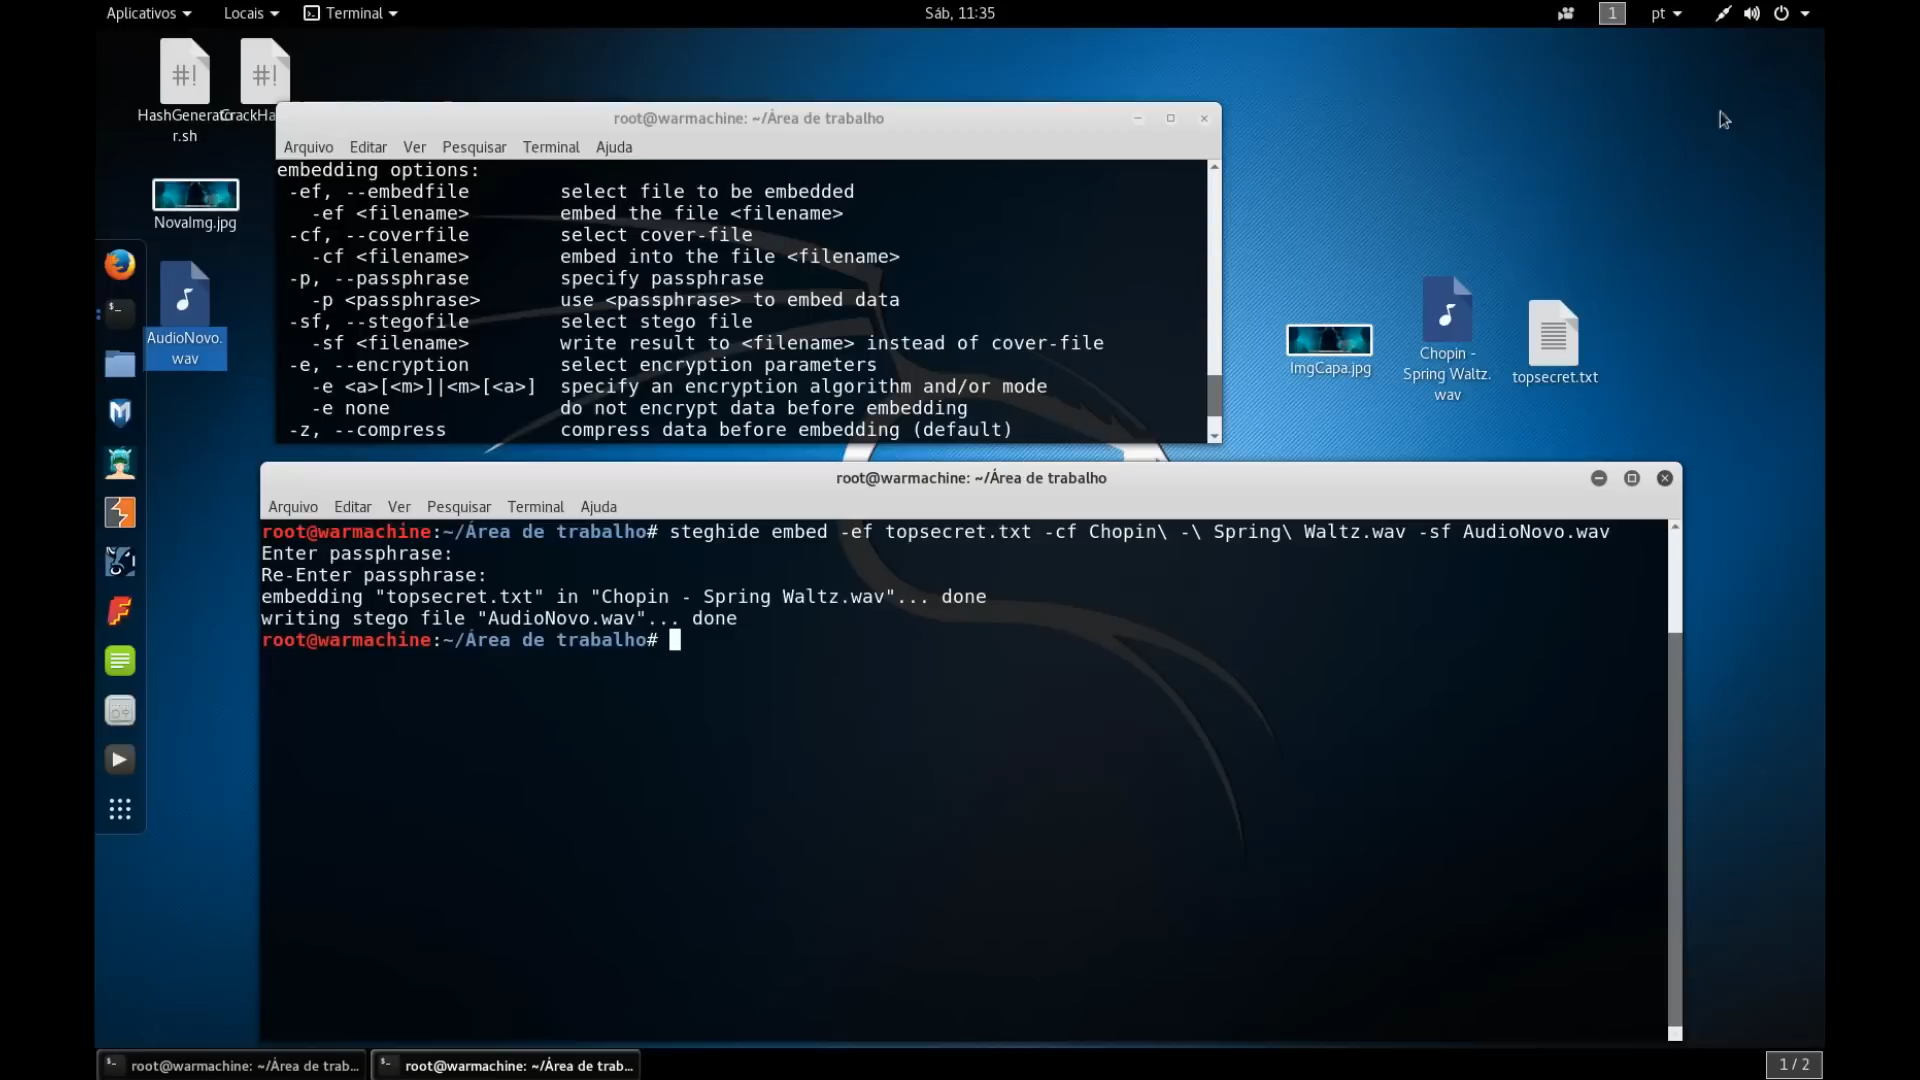 Aplicativos
Locais
Terminal
Sáb, 11:35
1
pt
#!
#!
HashGenerato
r.sh
CrackHa
NovaImg.jpg
AudioNovo.
wav
root@warmachine: ~/Área de trabalho
Arquivo Editar Ver Pesquisar Terminal Ajuda
embedding options:
-ef, --embedfile select file to be embedded
-ef <filename> embed the file <filename>
-cf, --coverfile select cover-file
-cf <filename> embed into the file <filename>
-p, --passphrase specify passphrase
-p <passphrase> use <passphrase> to embed data
-sf, --stegofile select stego file
-sf <filename> write result to <filename> instead of cover-file
-e, --encryption select encryption parameters
-e <a>[<m>]|<m>[<a>] specify an encryption algorithm and/or mode
-e none do not encrypt data before embedding
-z, --compress compress data before embedding (default)
ImgCapa.jpg
Chopin -
Spring Waltz.
wav
topsecret.txt
root@warmachine: ~/Área de trabalho
Arquivo Editar Ver Pesquisar Terminal Ajuda
root@warmachine:~/Área de trabalho# steghide embed -ef topsecret.txt -cf Chopin\ -\ Spring\ Waltz.wav -sf AudioNovo.wav
Enter passphrase:
Re-Enter passphrase:
embedding "topsecret.txt" in "Chopin - Spring Waltz.wav"... done
writing stego file "AudioNovo.wav"... done
root@warmachine:~/Área de trabalho#
root@warmachine: ~/Área de trab...
root@warmachine: ~/Área de trab...
1 / 2